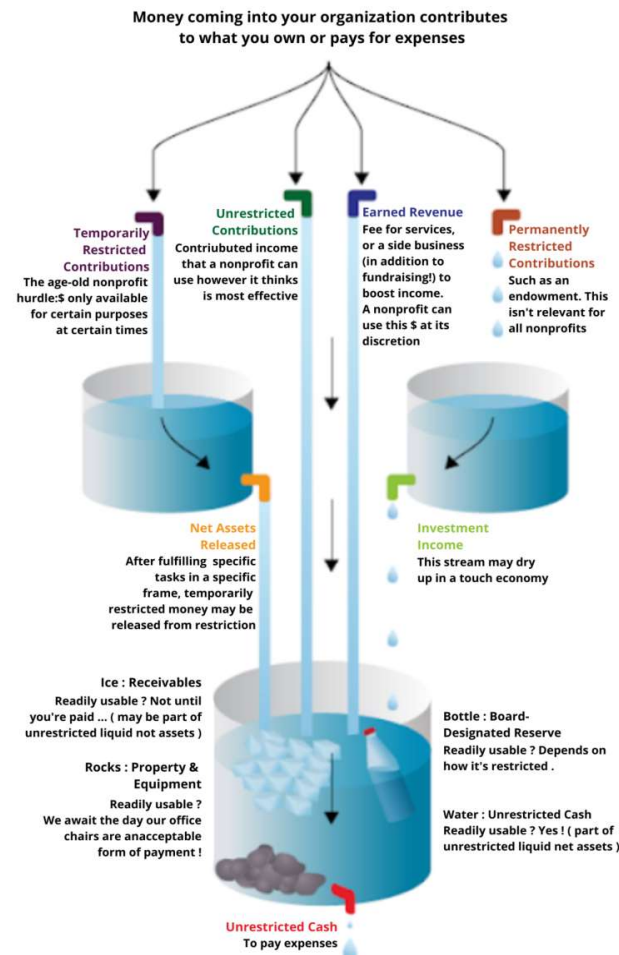 Money coming into your organization contributes
to what you own or pays for expenses
Temporarily
Restricted
Contributions
The age-old nonprofit
hurdle:$ only available
for certain purposes
at certain times
Unrestricted
Contributions
Contriubuted income
that a nonprofit can
use however it thinks
is most effective
Earned Revenue
Fee for services,
or a side business
(in addition to
fundraising!) to
boost income.
A nonprofit can
use this $ at its
discretion
Permanently
Restricted
Contributions
Such as an
endowment. This
isn't relevant for
all nonprofits
Net Assets
Released
After fulfilling specific
tasks in a specific
frame, temporarily
restricted money may be
released from restriction
Investment
Income
This stream may dry
up in a touch economy
Ice : Receivables
Readily usable ? Not until
you're paid ... ( may be part of
unrestricted liquid not assets )
Rocks : Property &
Equipment
Readily usable ?
We await the day our office
chairs are anacceptable
form of payment !
Bottle : Board-
Designated Reserve
Readily usable ? Depends on
how it's restricted .
Water : Unrestricted Cash
Readily usable ? Yes ! ( part of
unrestricted liquid net assets )
Unrestricted Cash
To pay expenses